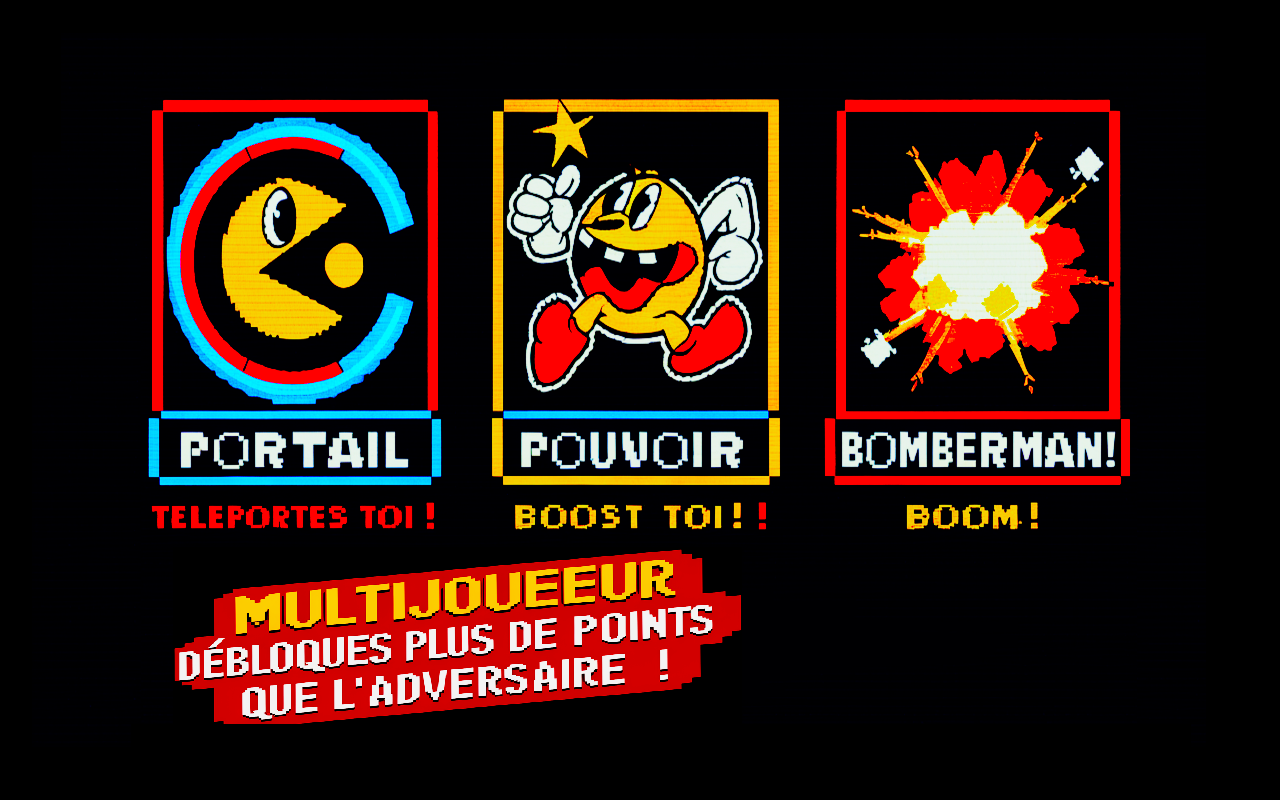 PORTAIL
POUVOIR
BOMBERMAN!
TELEPORTES TOI !
BOOST TOI! !
BOOM !
MULTIJOUEEUR
DÉBLOQUES PLUS DE POINTS
QUE L'ADVERSAIRE !